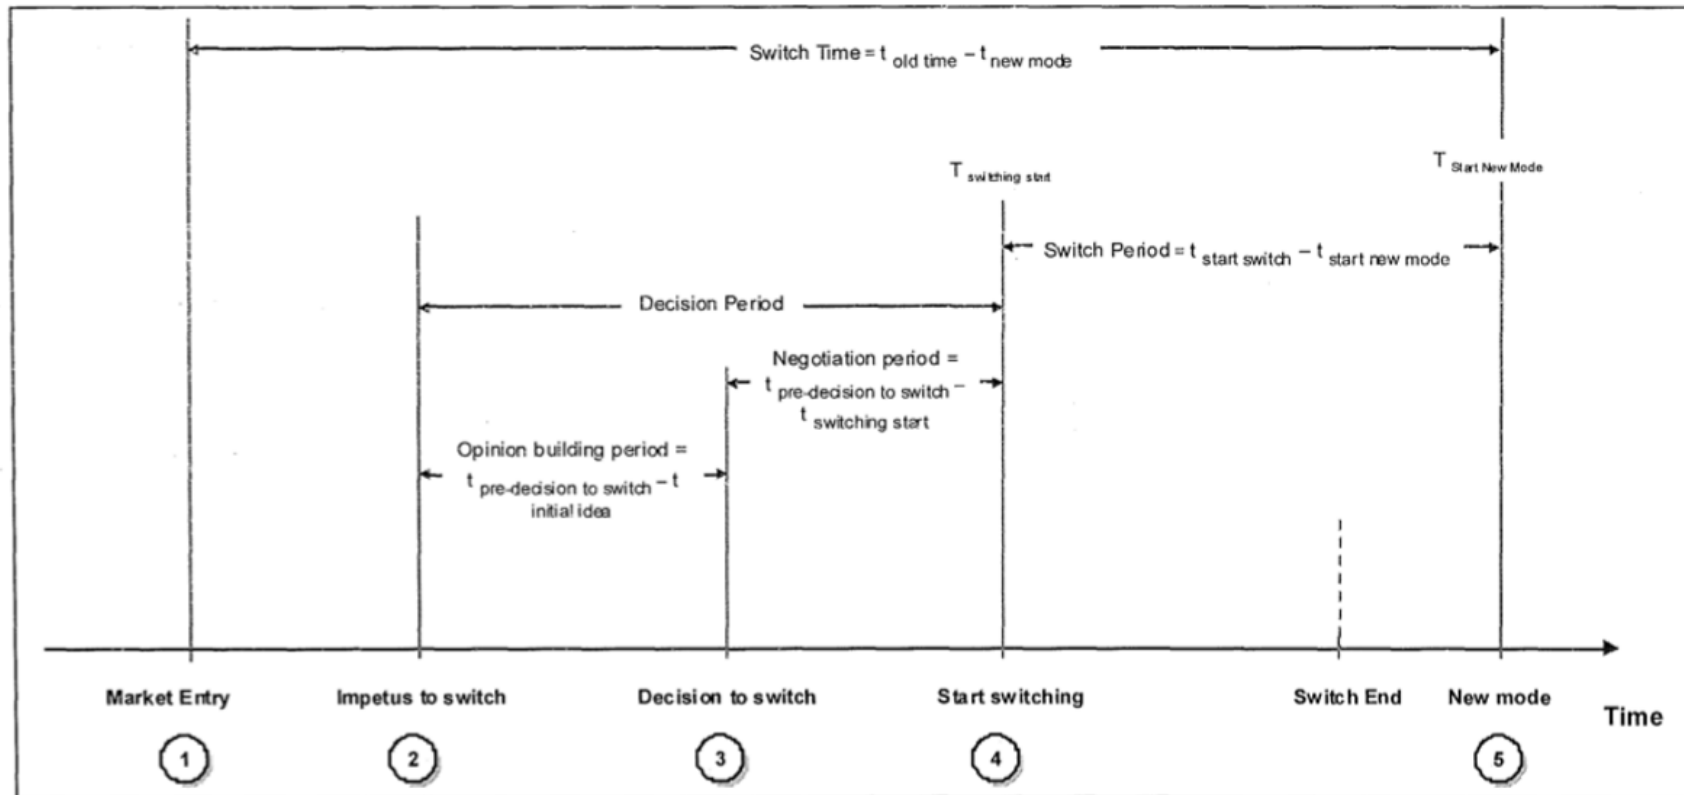 Switch Time = t old time – t new mode
T switching start
T Start New Mode
Switch Period = t start switch – t start new mode
Decision Period
Negotiation period =
t pre-decision to switch –
t switching start
Opinion building period =
t pre-decision to switch – t
initial idea
Market Entry
Impetus to switch
Decision to switch
Start switching
Switch End
New mode
Time
1
2
3
4
5